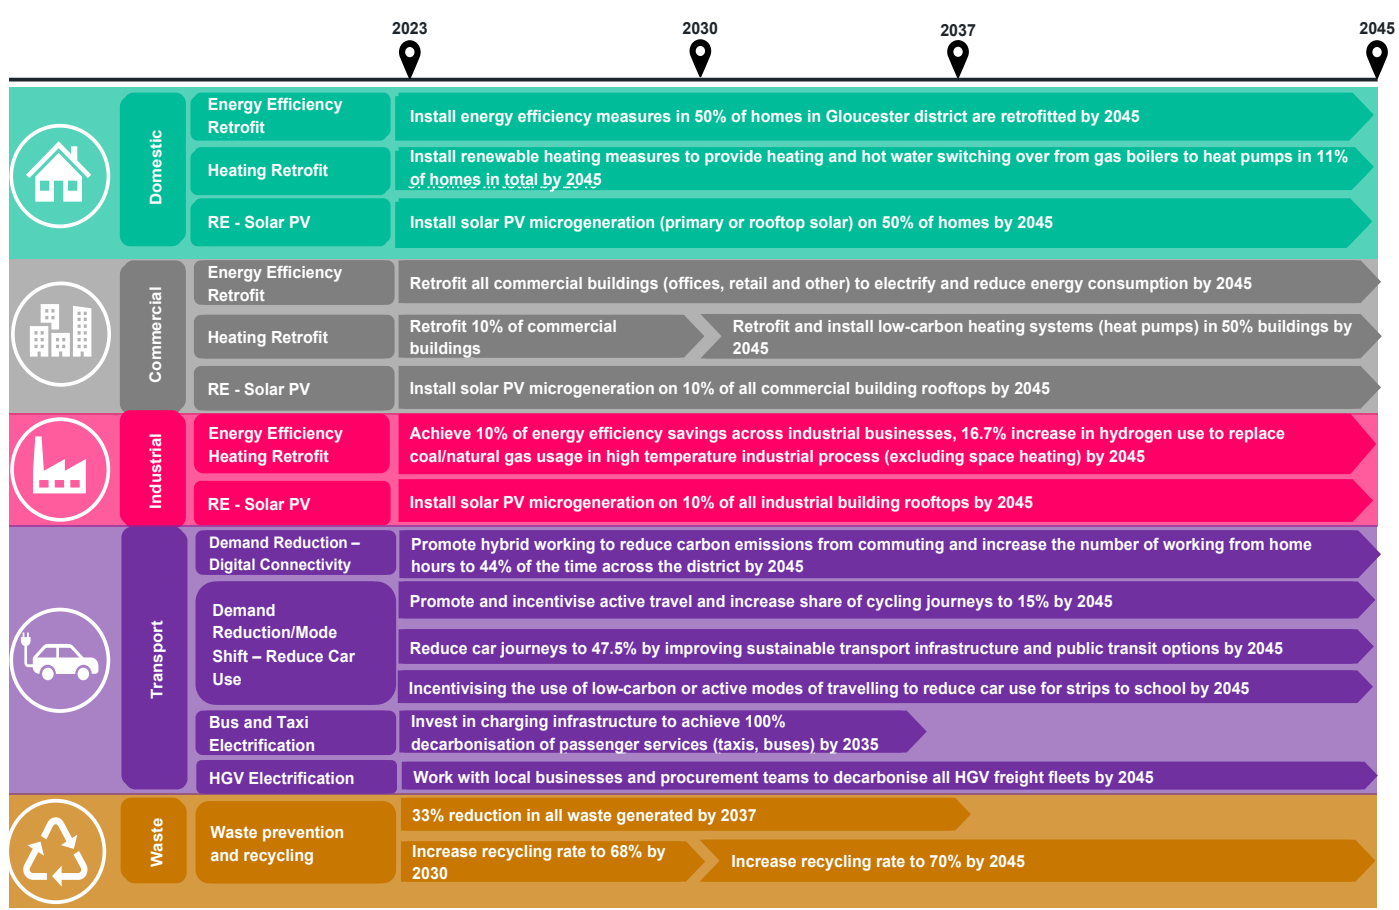 2023
2030
2037
2045
Domestic
Energy Efficiency
Retrofit
Install energy efficiency measures in 50% of homes in Gloucester district are retrofitted by 2045
Heating Retrofit
Install renewable heating measures to provide heating and hot water switching over from gas boilers to heat pumps in 11%
of homes in total by 2045
RE - Solar PV
Install solar PV microgeneration (primary or rooftop solar) on 50% of homes by 2045
Commercial
Energy Efficiency
Retrofit
Retrofit all commercial buildings (offices, retail and other) to electrify and reduce energy consumption by 2045
Heating Retrofit
Retrofit 10% of commercial
buildings
Retrofit and install low-carbon heating systems (heat pumps) in 50% buildings by
2045
RE - Solar PV
Install solar PV microgeneration on 10% of all commercial building rooftops by 2045
Industrial
Energy Efficiency
Heating Retrofit
Achieve 10% of energy efficiency savings across industrial businesses, 16.7% increase in hydrogen use to replace
coal/natural gas usage in high temperature industrial process (excluding space heating) by 2045
RE - Solar PV
Install solar PV microgeneration on 10% of all industrial building rooftops by 2045
Transport
Demand Reduction –
Digital Connectivity
Promote hybrid working to reduce carbon emissions from commuting and increase the number of working from home
hours to 44% of the time across the district by 2045
Demand
Reduction/Mode
Shift – Reduce Car
Use
Promote and incentivise active travel and increase share of cycling journeys to 15% by 2045
Reduce car journeys to 47.5% by improving sustainable transport infrastructure and public transit options by 2045
Incentivising the use of low-carbon or active modes of travelling to reduce car use for strips to school by 2045
Bus and Taxi
Electrification
Invest in charging infrastructure to achieve 100%
decarbonisation of passenger services (taxis, buses) by 2035
HGV Electrification
Work with local businesses and procurement teams to decarbonise all HGV freight fleets by 2045
Waste
Waste prevention
and recycling
33% reduction in all waste generated by 2037
Increase recycling rate to 68% by
2030
Increase recycling rate to 70% by 2045